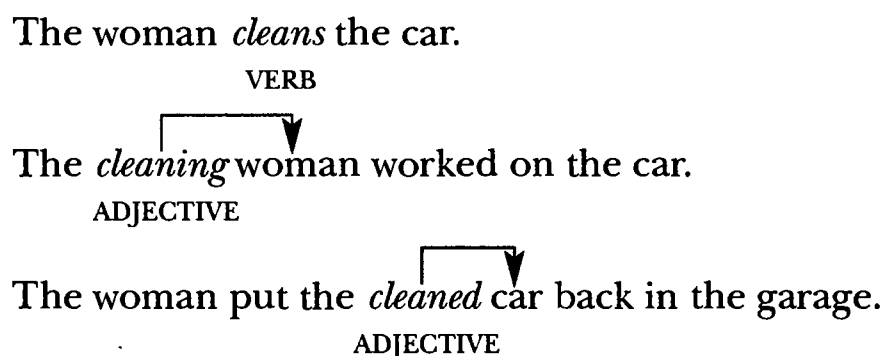 The woman cleans the car.
VERB
The cleaning woman worked on the car.
ADJECTIVE
The woman put the cleaned car back in the garage.
ADJECTIVE